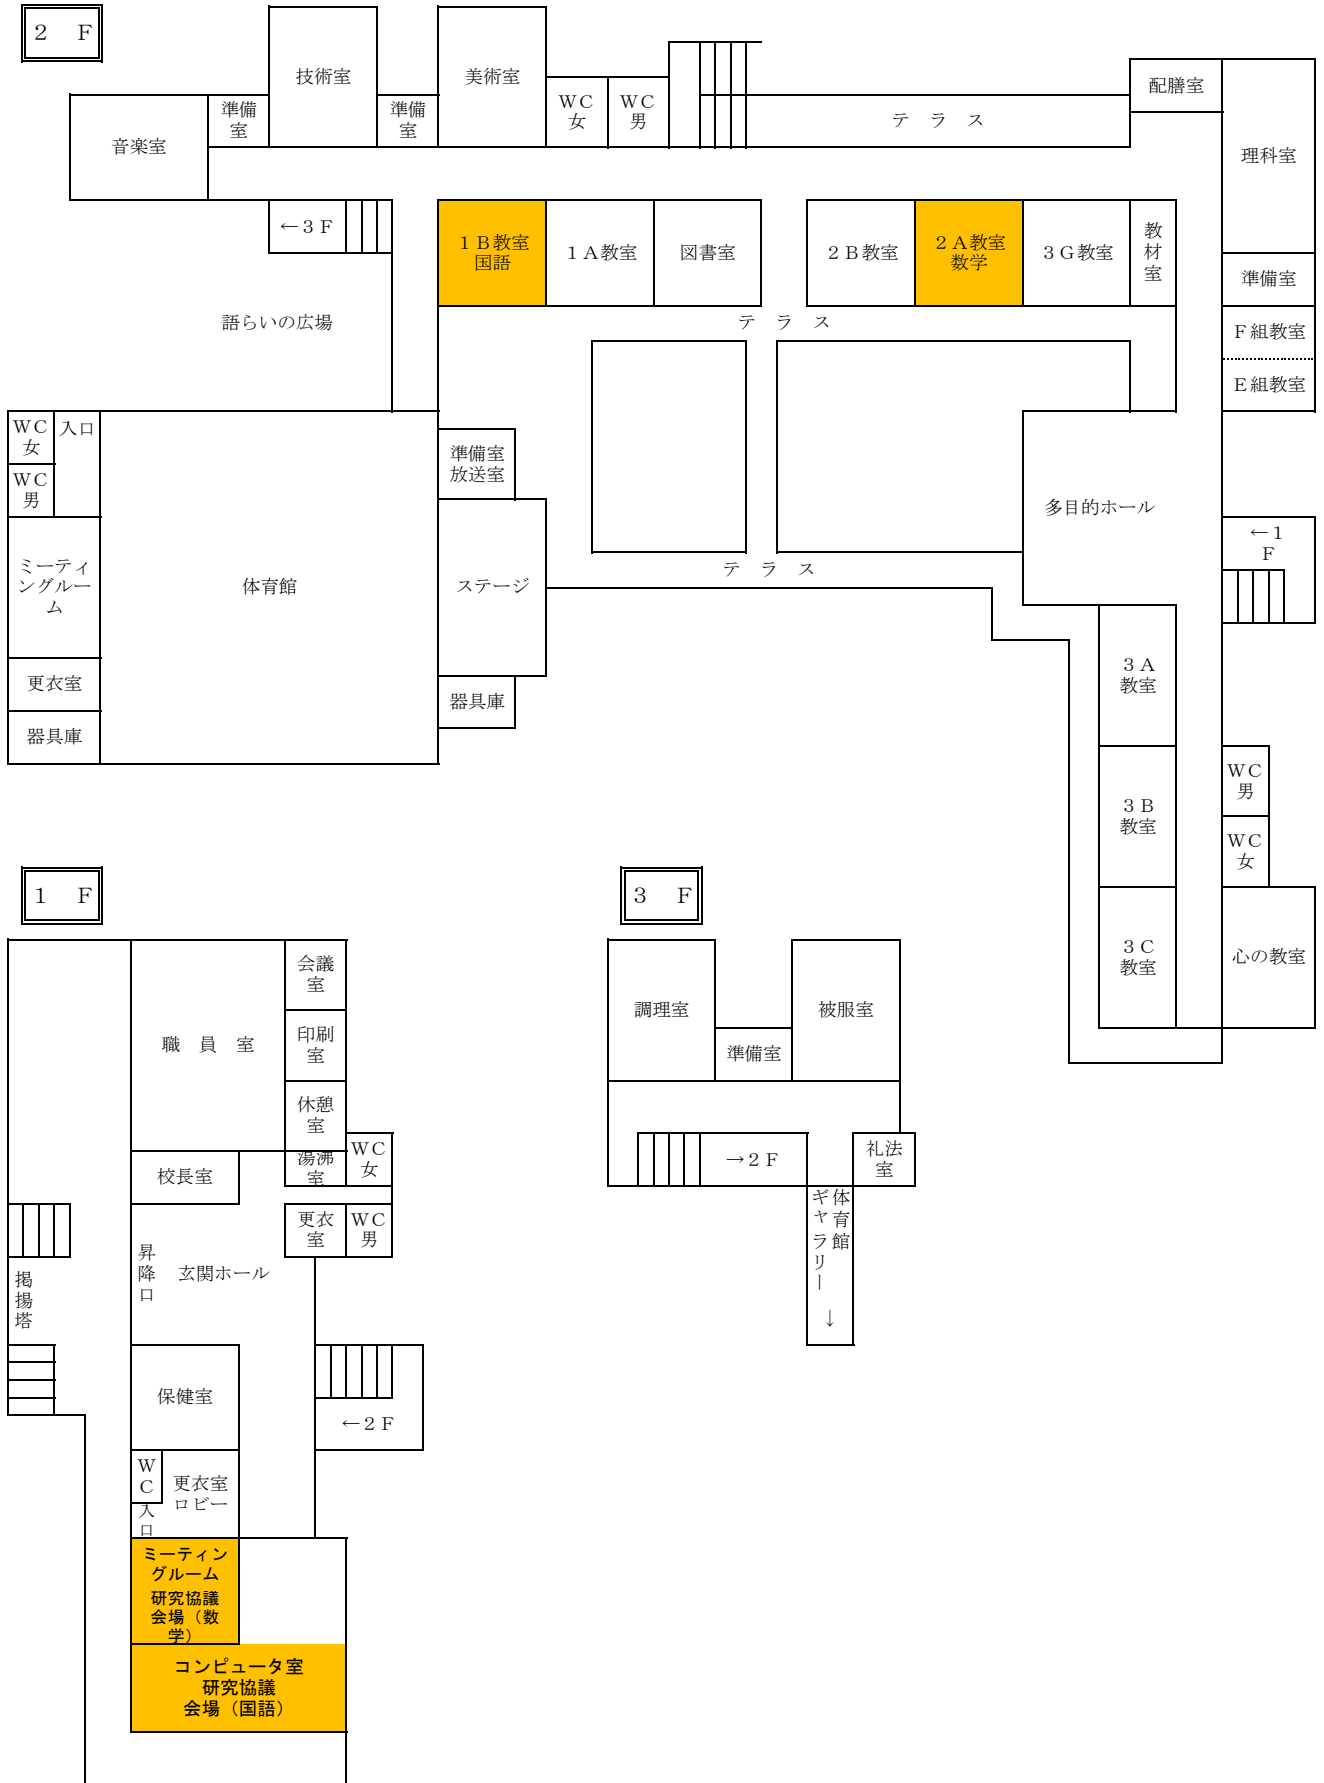 ２　Ｆ
技術室
美術室
準備
室
準備
室
ＷＣ
女
ＷＣ
男
テ　ラ　ス
配膳室
音楽室
理科室
←３Ｆ
１Ｂ教室
国語
１Ａ教室
図書室
２Ｂ教室
２Ａ教室
数学
３Ｇ教室
教
材
室
準備室
語らいの広場
テ　ラ　ス
Ｆ組教室
Ｅ組教室
ＷＣ
女
入口
ＷＣ
男
準備室
放送室
多目的ホール
←１
Ｆ
ミーティ
ングルー
ム
体育館
ステージ
テ　ラ　ス
更衣室
器具庫
器具庫
３Ａ
教室
３Ｂ
教室
ＷＣ
男
ＷＣ
女
３Ｃ
教室
心の教室
１　Ｆ
職　員　室
会議
室
印刷
室
休憩
室
湯沸
室
ＷＣ
女
校長室
更衣
室
ＷＣ
男
昇
降
口
玄関ホール
掲
揚
塔
保健室
←２Ｆ
Ｗ
Ｃ
更衣室
ロビー
入
口
ミーティン
グルーム
研究協議
会場（数
学）
コンピュータ室
研究協議
会場（国語）
３　Ｆ
調理室
準備室
被服室
→２Ｆ
礼法
室
体育館
ギャラリー
↓